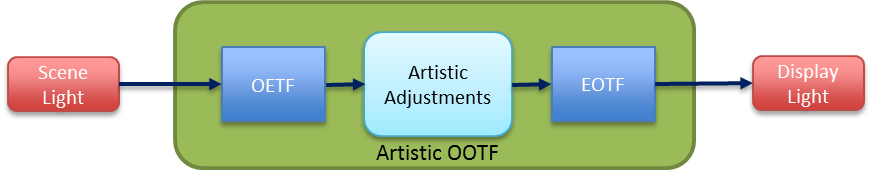 Scene
Light
OETF
Artistic
Adjustments
EOTF
Display
Light
Artistic OOTF